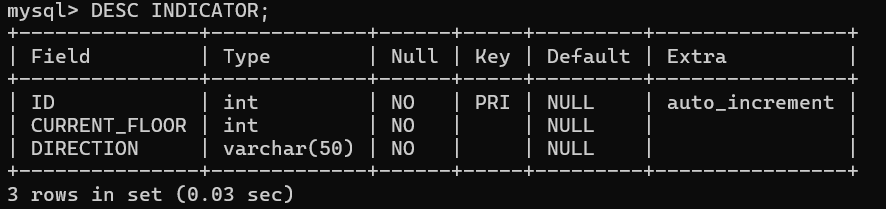 mysql> DESC INDICATOR;
+---------------+-------------+------+-----+---------+----------------+
| Field         | Type        | Null | Key | Default | Extra          |
+---------------+-------------+------+-----+---------+----------------+
| ID            | int         | NO   | PRI | NULL    | auto_increment |
| CURRENT_FLOOR | int         | NO   |     | NULL    |                |
| DIRECTION     | varchar(50) | NO   |     | NULL    |                |
+---------------+-------------+------+-----+---------+----------------+
3 rows in set (0.03 sec)